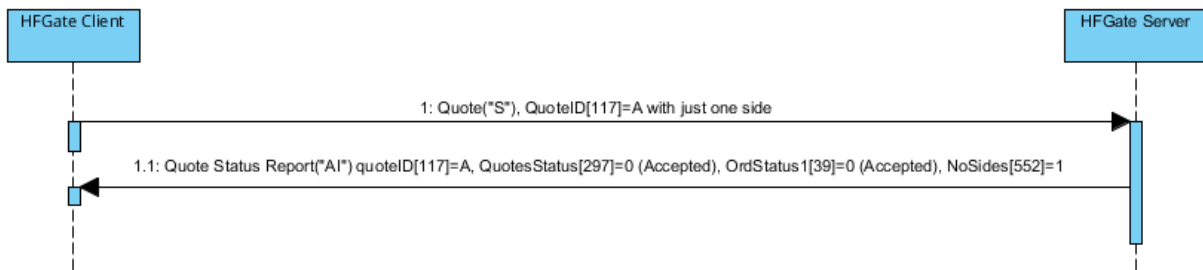 HFGate Client
HFGate Server
1: Quote("S"), QuoteID[117]=A with just one side
1.1: Quote Status Report("AI") quoteID[117]=A, QuotesStatus[297]=0 (Accepted), OrdStatus1[39]=0 (Accepted), NoSides[552]=1